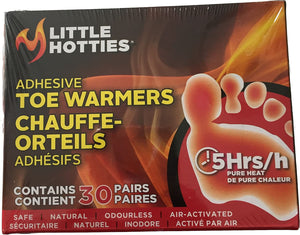 LITTLE
HOTTIES®
ADHESIVE
TOE WARMERS
CHAUFFE-
ORTEILS
ADHÉSIFS
5Hrs/h
PURE HEAT
DE PURE CHALEUR
CONTAINS 30 PAIRS
CONTIENT PAIRES
SAFE | NATURAL | ODOURLESS | AIR-ACTIVATED
SÉCURITAIRE | NATUREL | INODORE | ACTIVÉ PAR AIR